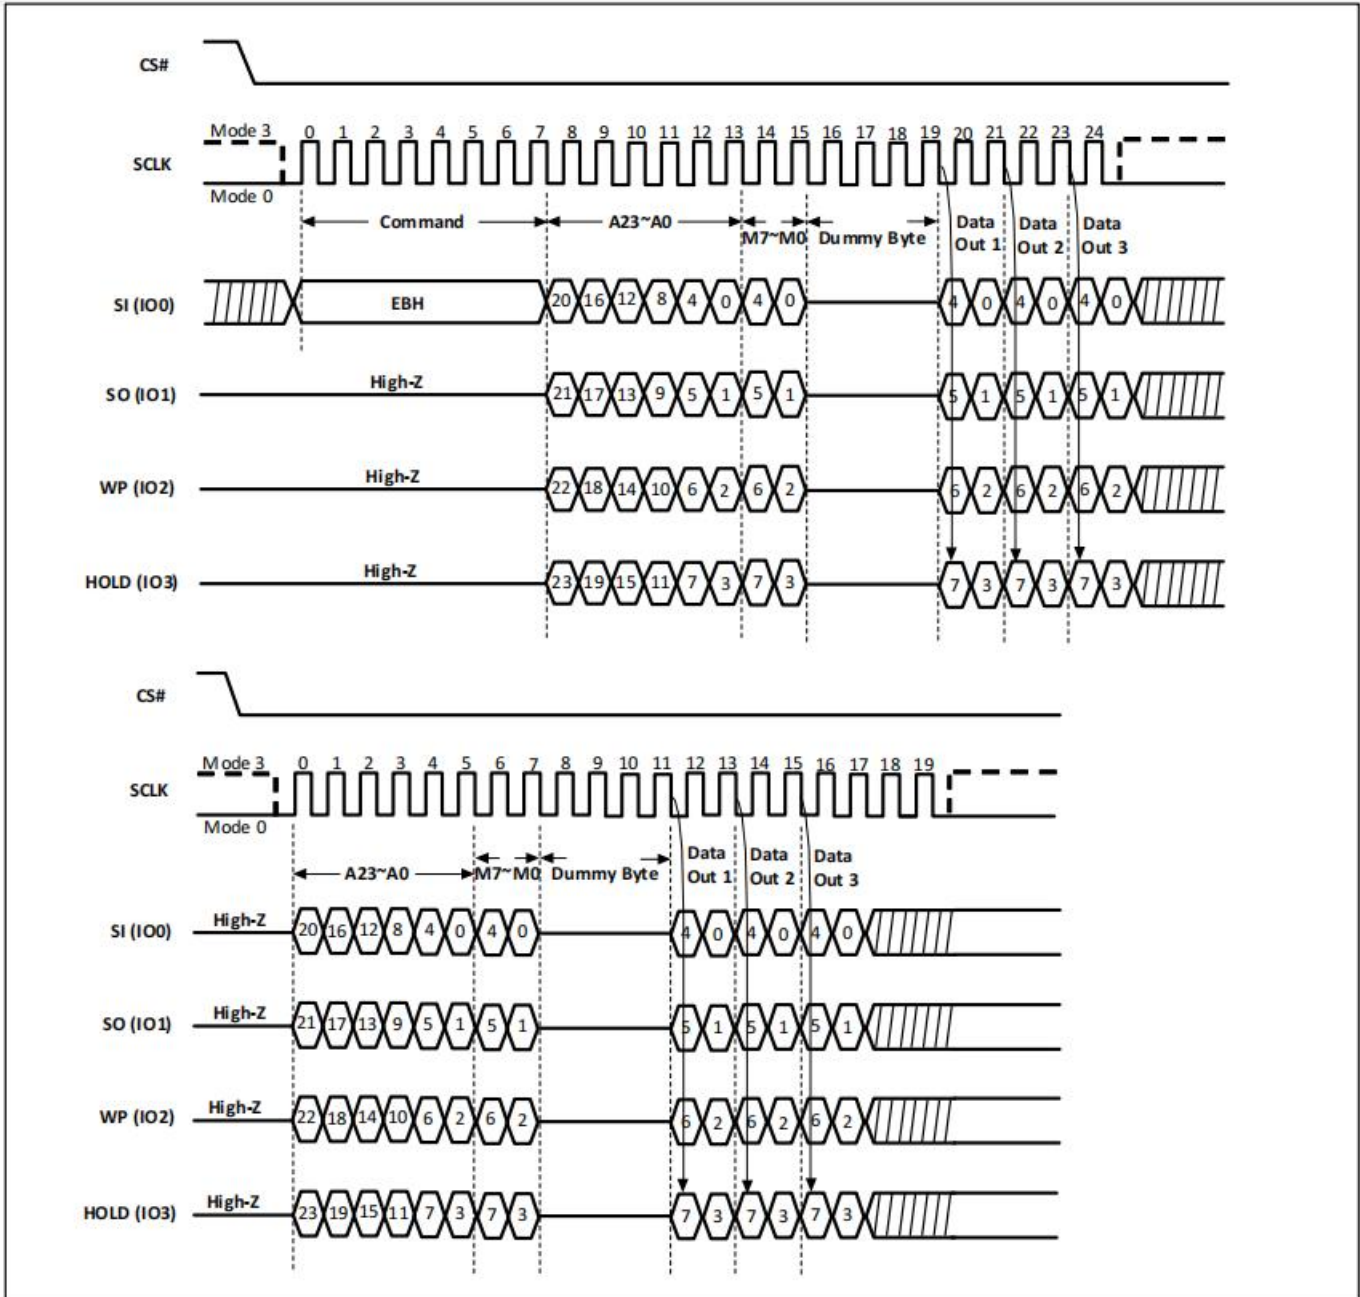 CS#
Mode 3 0 1 2 3 4 5 6 7 8 9 10 11 12 13 14 15 16 17 18 19 20 21 22 23 24
SCLK
Mode 0
Command A23~A0 M7~M0 Dummy Byte Data Out 1 Data Out 2 Data Out 3
SI (IO0) EBH 20 16 12 8 4 0 4 0 4 0 4 0 4 0
SO (IO1) High-Z 21 17 13 9 5 1 5 1 5 1 5 1 5 1
WP (IO2) High-Z 22 18 14 10 6 2 6 2 6 2 6 2 6 2
HOLD (IO3) High-Z 23 19 15 11 7 3 7 3 7 3 7 3 7 3
CS#
Mode 3 0 1 2 3 4 5 6 7 8 9 10 11 12 13 14 15 16 17 18 19
SCLK
Mode 0
A23~A0 M7~M0 Dummy Byte Data Out 1 Data Out 2 Data Out 3
SI (IO0) High-Z 20 16 12 8 4 0 4 0 4 0 4 0 4 0
SO (IO1) High-Z 21 17 13 9 5 1 5 1 5 1 5 1 5 1
WP (IO2) High-Z 22 18 14 10 6 2 6 2 6 2 6 2 6 2
HOLD (IO3) High-Z 23 19 15 11 7 3 7 3 7 3 7 3 7 3